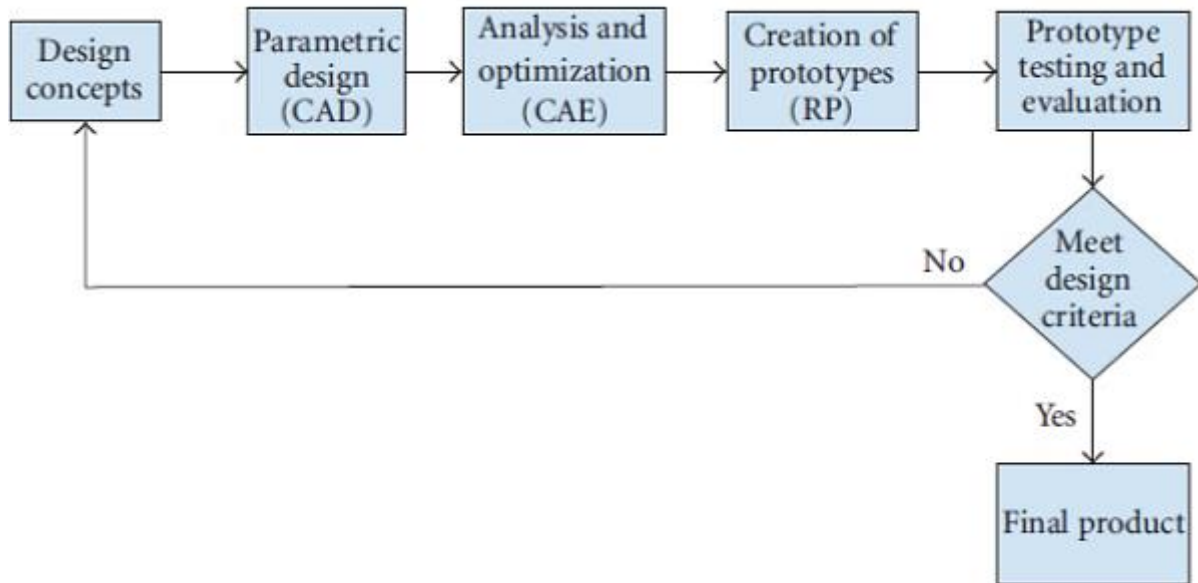 Design
concepts
Parametric
design
(CAD)
Analysis and
optimization
(CAE)
Creation of
prototypes
(RP)
Prototype
testing and
evaluation
Meet
design
criteria
No
Yes
Final product